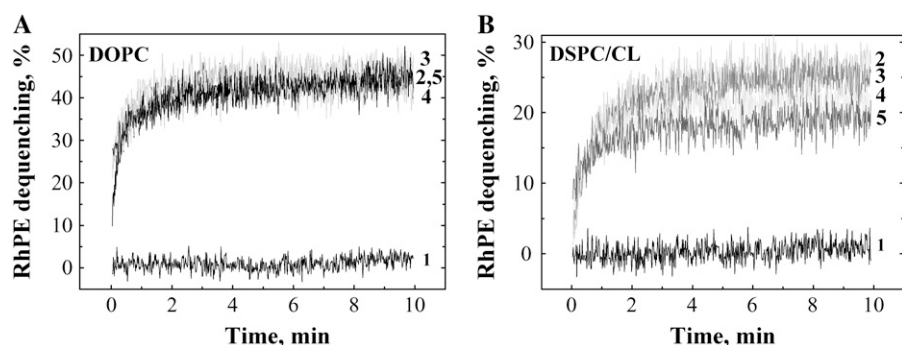 A
RhPE dequenching, %
50
40
30
20
10
0
DOPC
3
2,5
4
1
0 2 4 6 8 10
Time, min
B
RhPE dequenching, %
30
20
10
0
DSPC/CL
2
3
4
5
1
0 2 4 6 8 10
Time, min